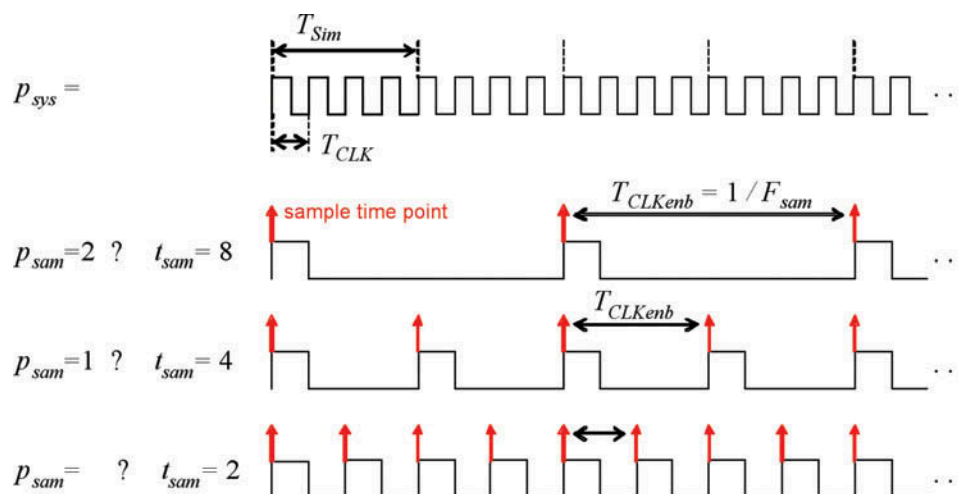 T_Sim
p_sys =
. .
T_CLK
sample time point
T_CLKenb = 1 / F_sam
p_sam=2 ? t_sam= 8
. .
T_CLKenb
p_sam=1 ? t_sam= 4
. .
p_sam= ? t_sam= 2
. .